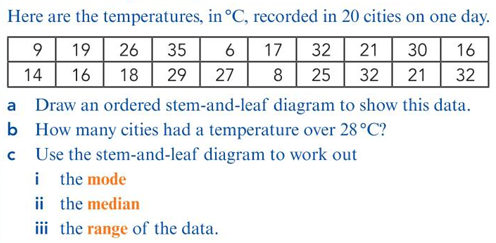 Here are the temperatures, in °C, recorded in 20 cities on one day.
9 19 26 35 6 17 32 21 30 16
14 16 18 29 27 8 25 32 21 32
a Draw an ordered stem-and-leaf diagram to show this data.
b How many cities had a temperature over 28 °C?
c Use the stem-and-leaf diagram to work out
i the mode
ii the median
iii the range of the data.